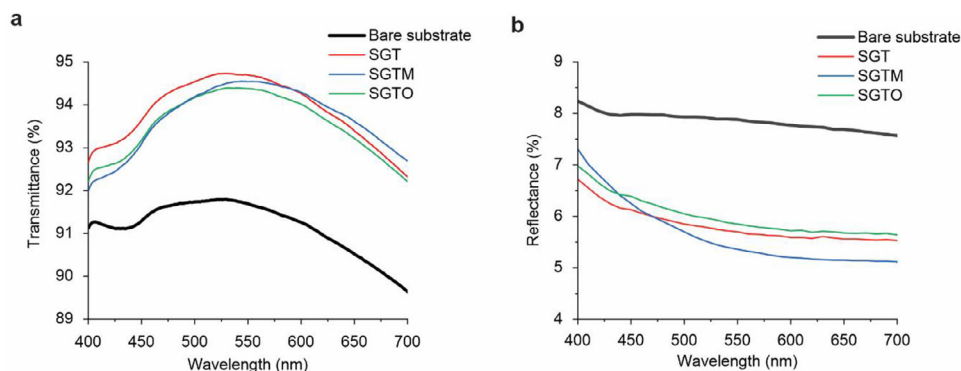 a
Bare substrate
SGT
SGTM
SGTO
95
94
93
92
91
90
89
Transmittance (%)
400 450 500 550 600 650 700
Wavelength (nm)
b
Bare substrate
SGT
SGTM
SGTO
9
8
7
6
5
4
Reflectance (%)
400 450 500 550 600 650 700
Wavelength (nm)